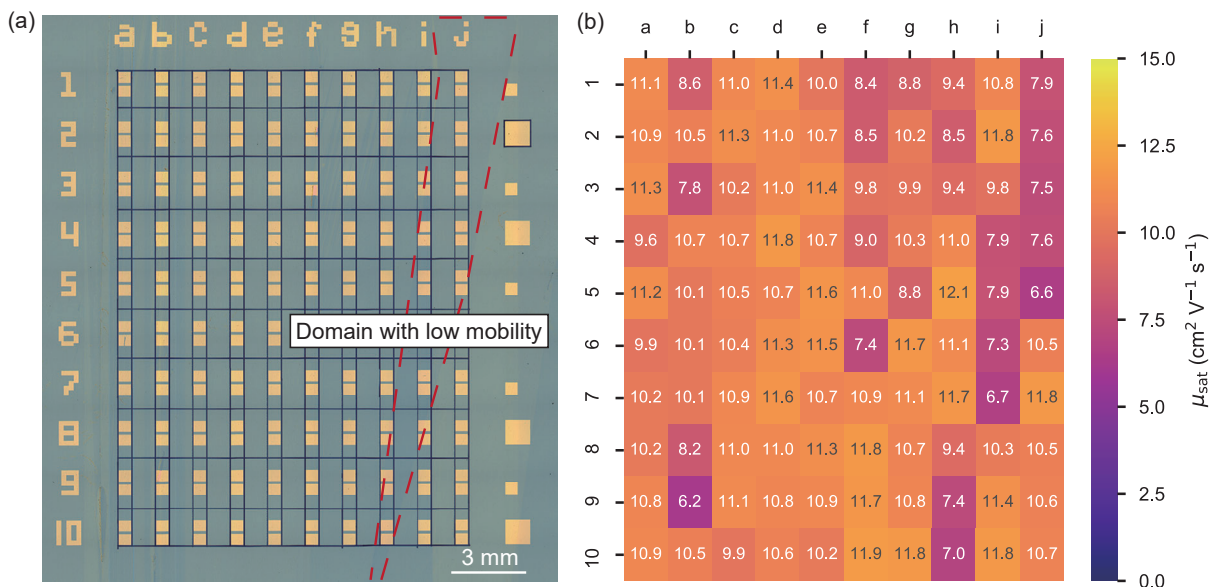 (a)
a b c d e f g h i j
1
2
3
4
5
6
7
8
9
10
Domain with low mobility
3 mm
(b)
a b c d e f g h i j
1 11.1 8.6 11.0 11.4 10.0 8.4 8.8 9.4 10.8 7.9
2 10.9 10.5 11.3 11.0 10.7 8.5 10.2 8.5 11.8 7.6
3 11.3 7.8 10.2 11.0 11.4 9.8 9.9 9.4 9.8 7.5
4 9.6 10.7 10.7 11.8 10.7 9.0 10.3 11.0 7.9 7.6
5 11.2 10.1 10.5 10.7 11.6 11.0 8.8 12.1 7.9 6.6
6 9.9 10.1 10.4 11.3 11.5 7.4 11.7 11.1 7.3 10.5
7 10.2 10.1 10.9 11.6 10.7 10.9 11.1 11.7 6.7 11.8
8 10.2 8.2 11.0 11.0 11.3 11.8 10.7 9.4 10.3 10.5
9 10.8 6.2 11.1 10.8 10.9 11.7 10.8 7.4 11.4 10.6
10 10.9 10.5 9.9 10.6 10.2 11.9 11.8 7.0 11.8 10.7
15.0
12.5
10.0
7.5
5.0
2.5
0.0
μsat (cm² V⁻¹ s⁻¹)